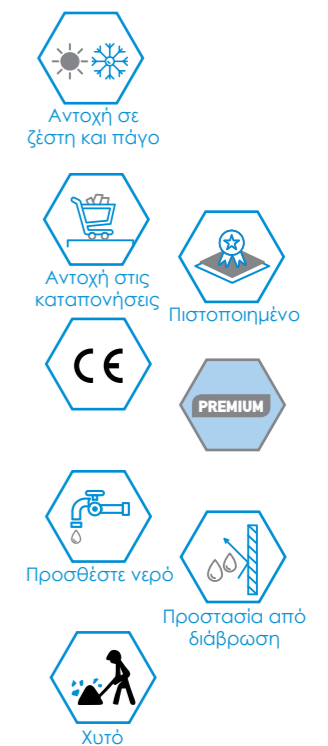 Αντοχή σε
ζέστη και πάγο
Αντοχή στις
καταπονήσεις
Πιστοποιημένο
CE
PREMIUM
Προσθέστε νερό
Προστασία από
διάβρωση
Χυτό